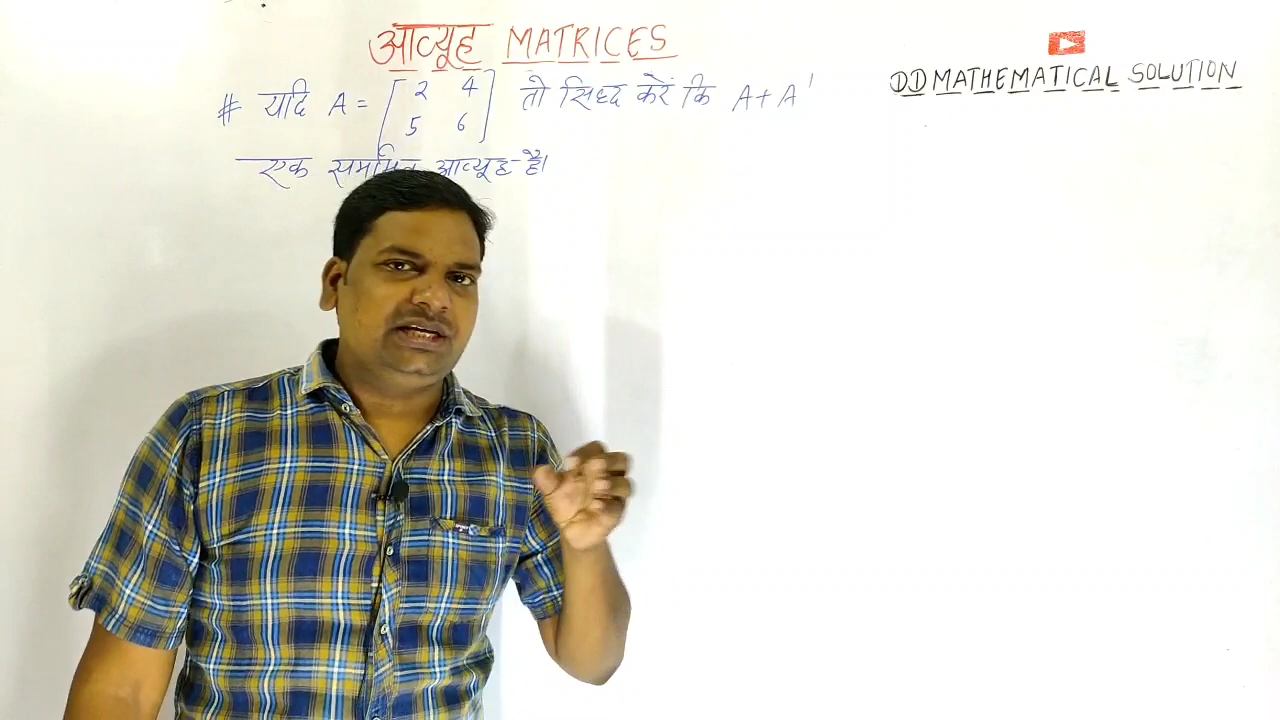 आव्यूह MATRICES
DD MATHEMATICAL SOLUTION
# यदि A = [2 4
5 6] तो सिध्द करें कि A+A'
एक सममित आव्यूह है।